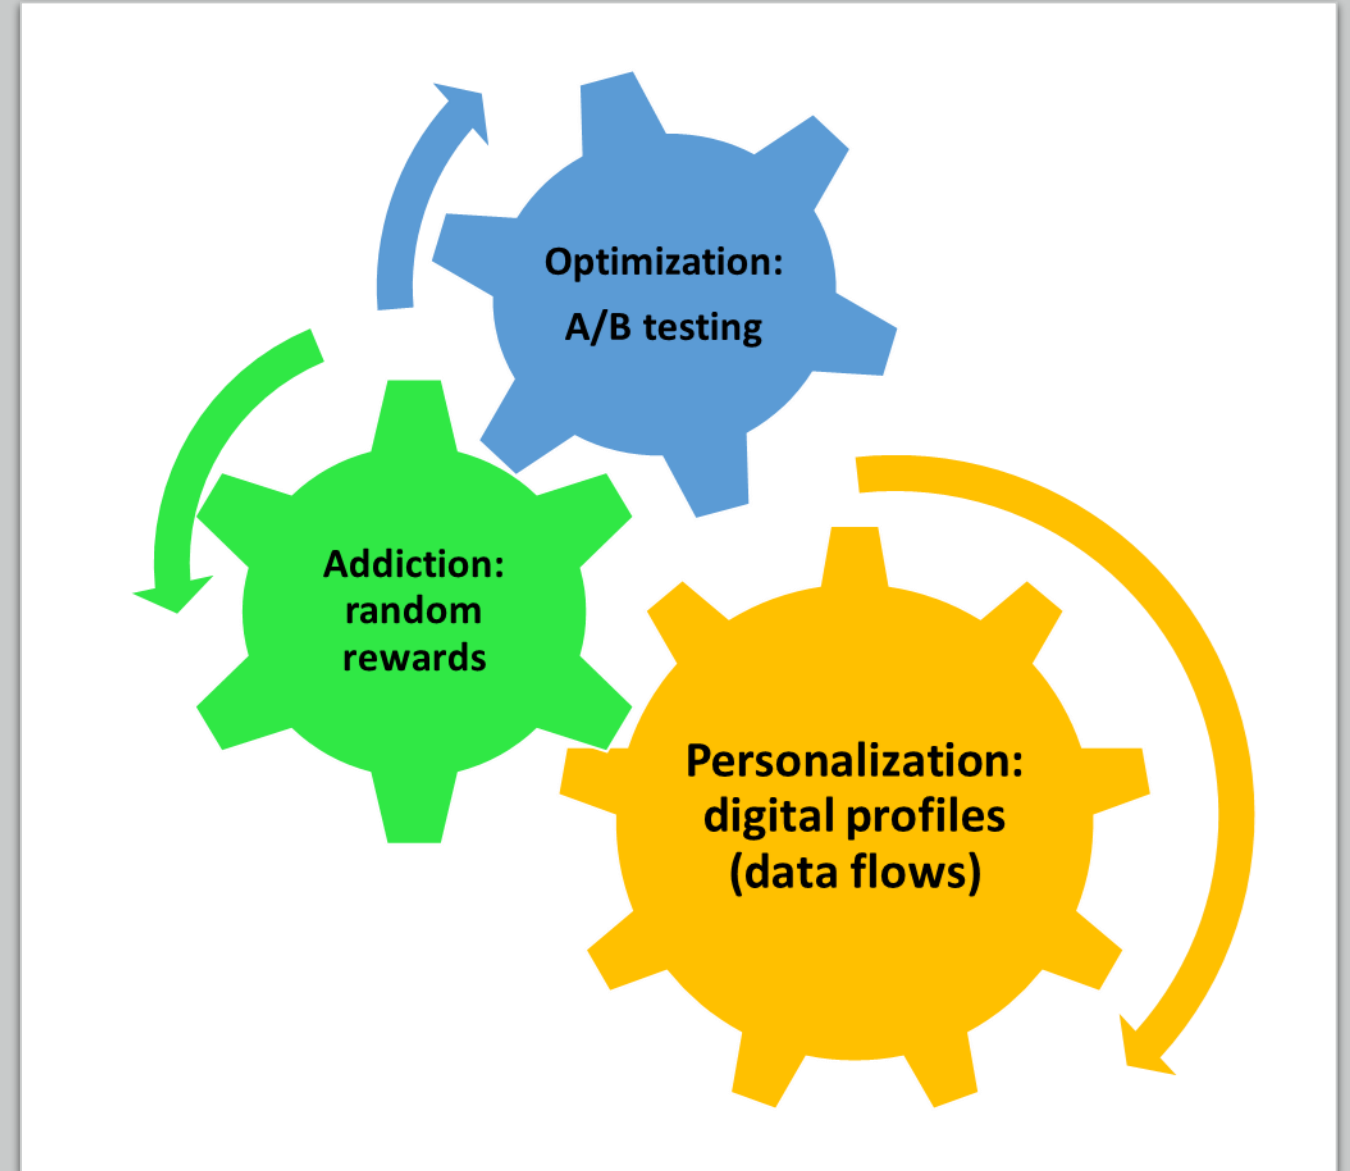 Optimization:
A/B testing
Addiction:
random
rewards
Personalization:
digital profiles
(data flows)